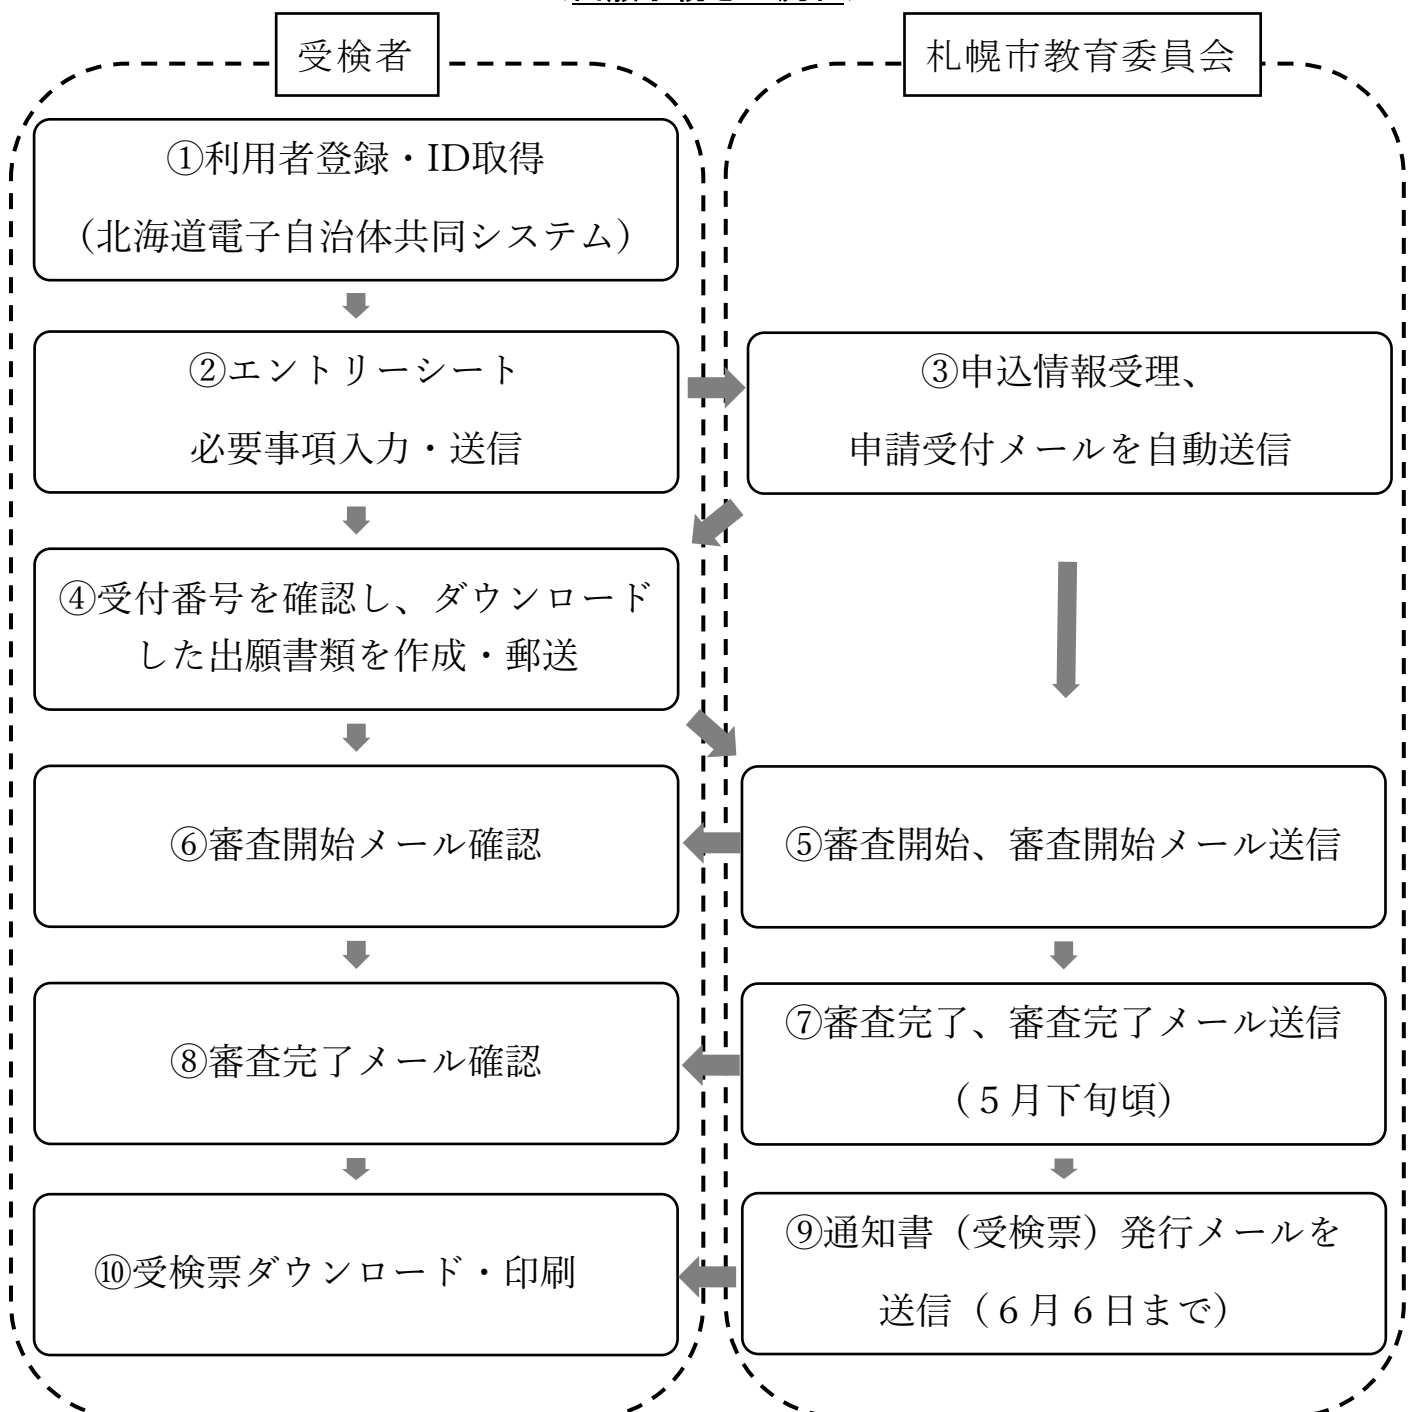 受検者
札幌市教育委員会
①利用者登録・ID取得
（北海道電子自治体共同システム）
②エントリーシート
必要事項入力・送信
③申込情報受理、
申請受付メールを自動送信
④受付番号を確認し、ダウンロード
した出願書類を作成・郵送
⑤審査開始、審査開始メール送信
⑥審査開始メール確認
⑦審査完了、審査完了メール送信
（５月下旬頃）
⑧審査完了メール確認
⑨通知書（受検票）発行メールを
送信（６月６日まで）
⑩受検票ダウンロード・印刷